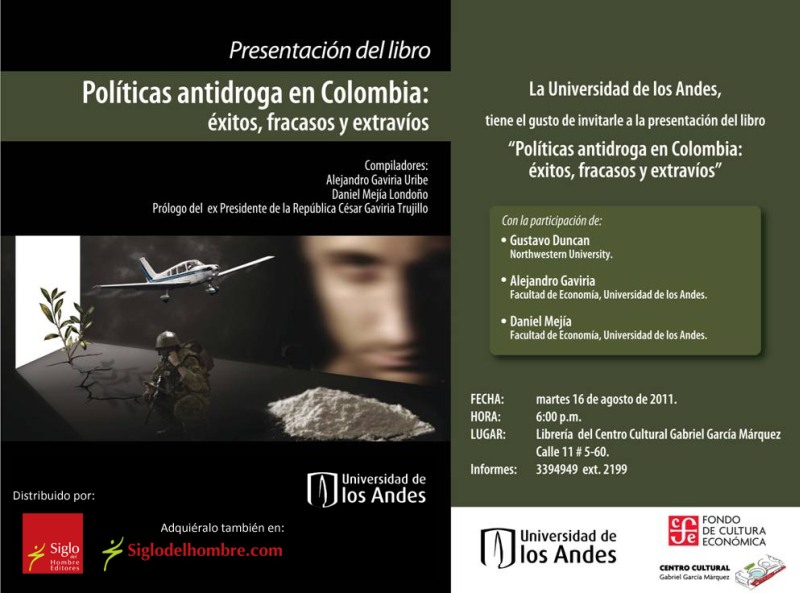 Presentación del libro
Políticas antidroga en Colombia:
éxitos, fracasos y extravíos
Compiladores:
Alejandro Gaviria Uribe
Daniel Mejía Londoño
Prólogo del ex Presidente de la República César Gaviria Trujillo
Universidad de
los Andes
Distribuido por:
Siglo
del
Hombre
Editores
Adquiéralo también en:
Siglodelhombre.com
La Universidad de los Andes,
tiene el gusto de invitarle a la presentación del libro
“Políticas antidroga en Colombia:
éxitos, fracasos y extravíos”
Con la participación de:
• Gustavo Duncan
Northwestern University.
• Alejandro Gaviria
Facultad de Economía, Universidad de los Andes.
• Daniel Mejía
Facultad de Economía, Universidad de los Andes.
FECHA: martes 16 de agosto de 2011.
HORA: 6:00 p.m.
LUGAR: Librería del Centro Cultural Gabriel García Márquez
Calle 11 # 5-60.
Informes: 3394949 ext. 2199
Universidad de
los Andes
cfe
FONDO
DE CULTURA
ECONÓMICA
CENTRO CULTURAL
Gabriel García Márquez